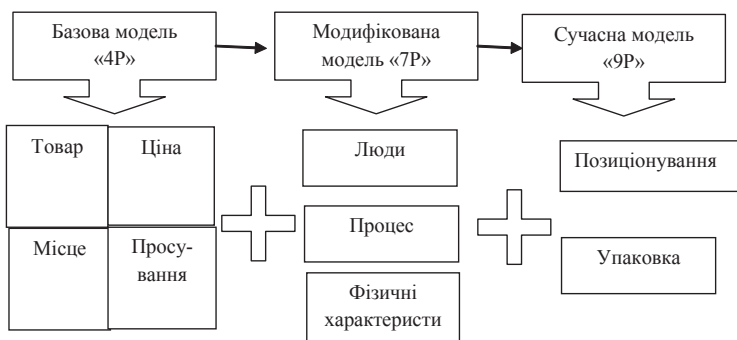 Базова модель
«4Р»
Модифікована
модель «7Р»
Сучасна модель
«9Р»
Товар
Ціна
Місце
Просу-
вання
Люди
Процес
Фізичні
характеристи
Позиціонування
Упаковка